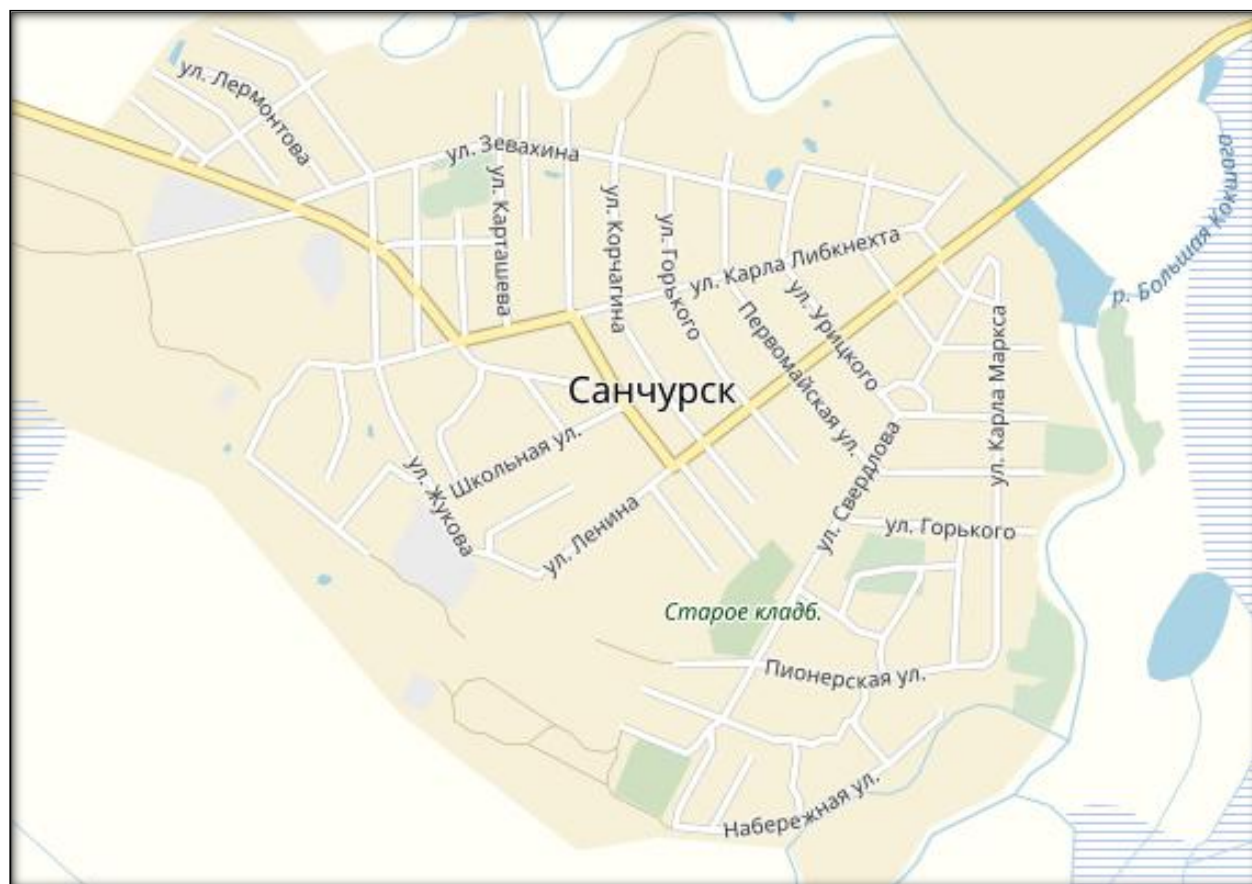 ул. Лермонтова
ул. Зевахина
ул. Карташева
ул. Корчагина
ул. Горького
ул. Карла Либкнехта
р. Большая Кокшага
ул. Урицкого
Первомайская ул.
ул. Карла Маркса
Санчурск
Школьная ул.
ул. Жукова
ул. Ленина
ул. Свердлова
ул. Горького
Старое кладб.
Пионерская ул.
Набережная ул.